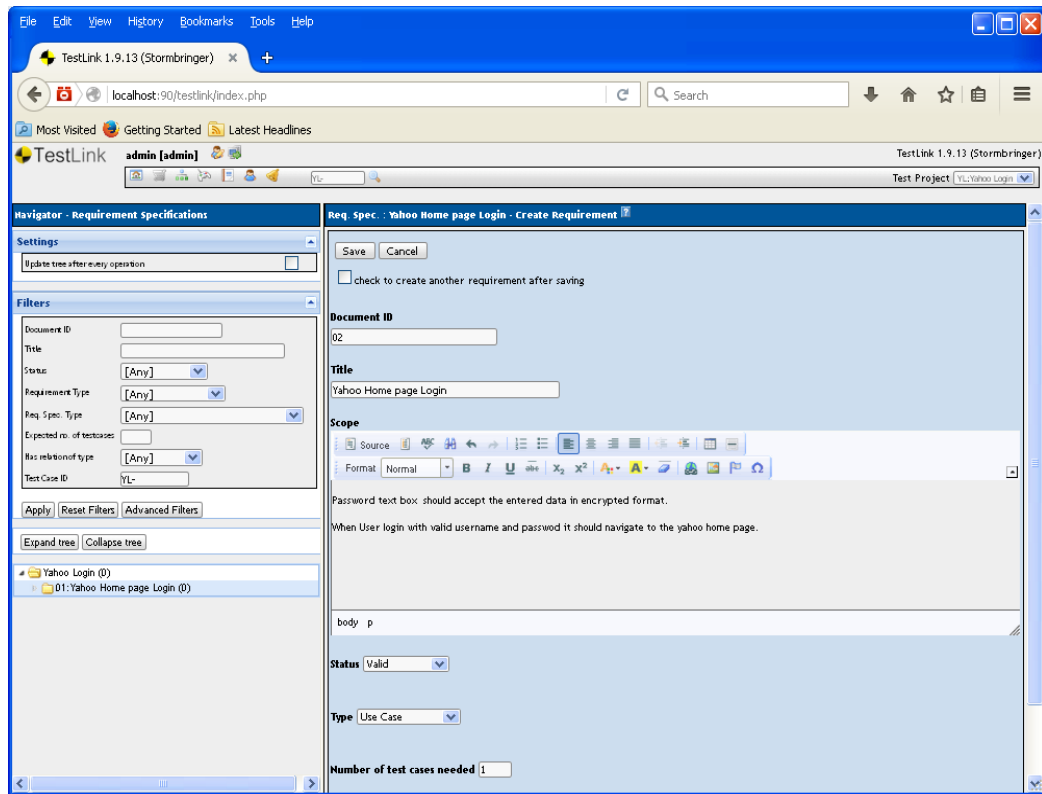 File Edit View History Bookmarks Tools Help
TestLink 1.9.13 (Stormbringer)
localhost:90/testlink/index.php
Search
Most Visited Getting Started Latest Headlines
TestLink admin [admin] TestLink 1.9.13 (Stormbringer)
YL- Test Project YL:Yahoo Login
Navigator - Requirement Specifications
Settings
Update tree after every operation
Filters
Document ID
Title
Status [Any]
Requirement Type [Any]
Req. Spec. Type [Any]
Expected no. of testcases
Has relation of type [Any]
Test Case ID YL-
Apply Reset Filters Advanced Filters
Expand tree Collapse tree
Yahoo Login (0)
01:Yahoo Home page Login (0)
Req. Spec. : Yahoo Home page Login - Create Requirement ?
Save Cancel
check to create another requirement after saving
Document ID
02
Title
Yahoo Home page Login
Scope
Source
Format Normal B I U abc X₂ X² A A Ω
Password text box should accept the entered data in encrypted format.
When User login with valid username and passwod it should navigate to the yahoo home page.
body p
Status Valid
Type Use Case
Number of test cases needed 1